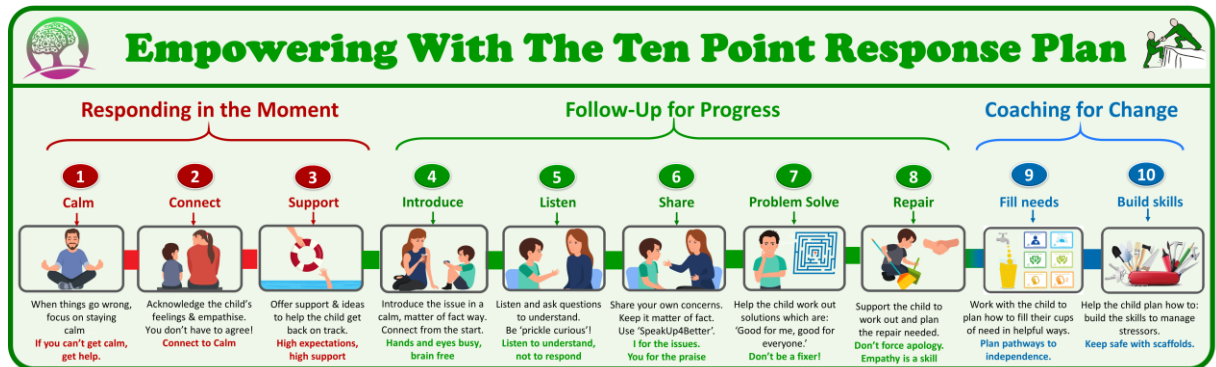 Empowering With The Ten Point Response Plan
Responding in the Moment
Follow-Up for Progress
Coaching for Change
1
Calm
When things go wrong,
focus on staying
calm
If you can't get calm,
get help.
2
Connect
Acknowledge the child's
feelings & empathise.
You don't have to agree!
Connect to Calm
3
Support
Offer support & ideas
to help the child get
back on track.
High expectations,
high support
4
Introduce
Introduce the issue in a
calm, matter of fact way.
Connect from the start.
Hands and eyes busy,
brain free
5
Listen
Listen and ask questions
to understand.
Be 'prickle curious'!
Listen to understand,
not to respond
6
Share
Share your own concerns.
Keep it matter of fact.
Use 'SpeakUp4Better'.
I for the issues.
You for the praise
7
Problem Solve
Help the child work out
solutions which are:
'Good for me, good for
everyone.'
Don't be a fixer!
8
Repair
Support the child to
work out and plan
the repair needed.
Don't force apology.
Empathy is a skill
9
Fill needs
Work with the child to
plan how to fill their cups
of need in helpful ways.
Plan pathways to
independence.
10
Build skills
Help the child plan how to:
build the skills to manage
stressors.
Keep safe with scaffolds.